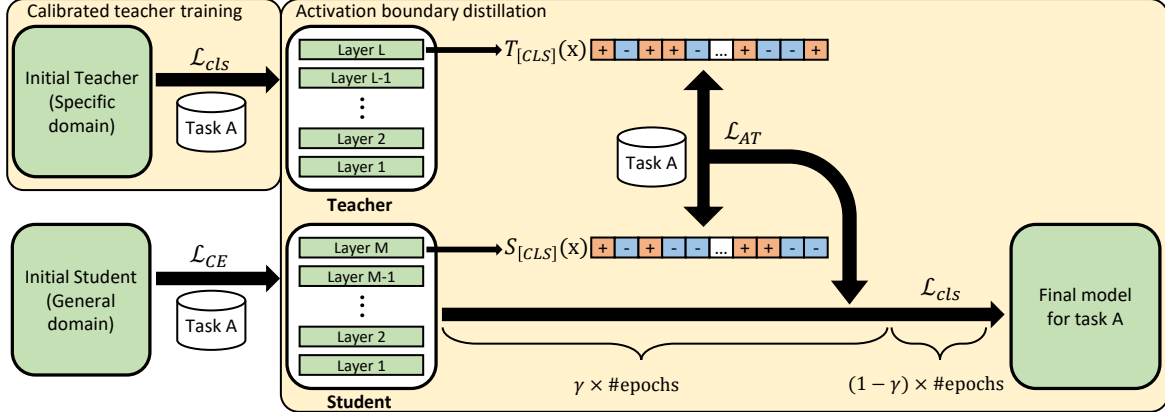 Calibrated teacher training
Activation boundary distillation
Initial Teacher
(Specific
domain)
ℒcls
Task A
Layer L
Layer L-1
⋮
Layer 2
Layer 1
Teacher
T[CLS](x)
+ - + + - ... + - - +
Task A
ℒAT
Initial Student
(General
domain)
ℒCE
Task A
Layer M
Layer M-1
⋮
Layer 2
Layer 1
Student
S[CLS](x)
+ - + - - ... + + - -
ℒcls
γ × #epochs
(1 − γ) × #epochs
Final model
for task A